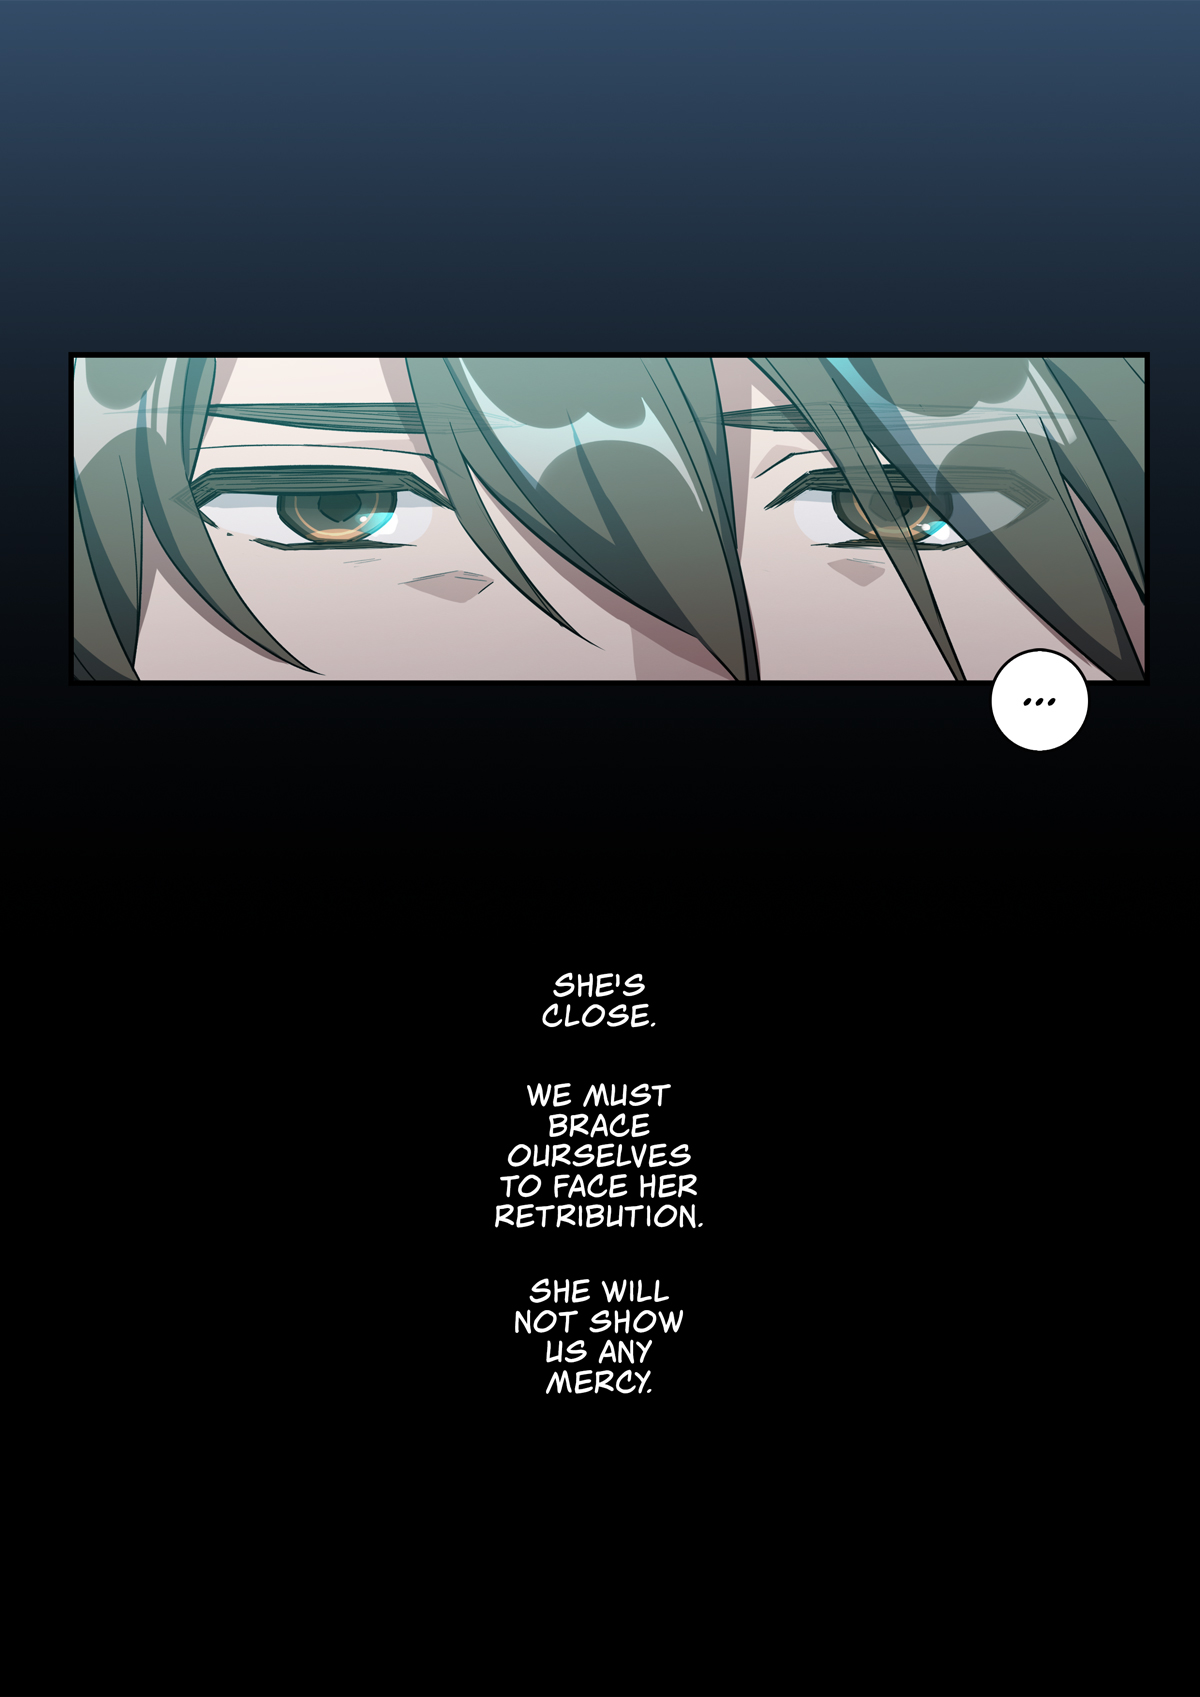 ...
SHE'S
CLOSE.
WE MUST
BRACE
OURSELVES
TO FACE HER
RETRIBUTION.
SHE WILL
NOT SHOW
US ANY
MERCY.